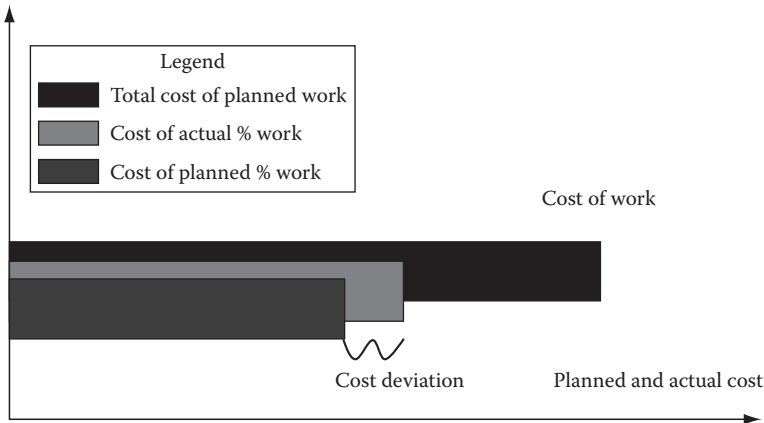 Legend
Total cost of planned work
Cost of actual % work
Cost of planned % work
Cost of work
Cost deviation
Planned and actual cost